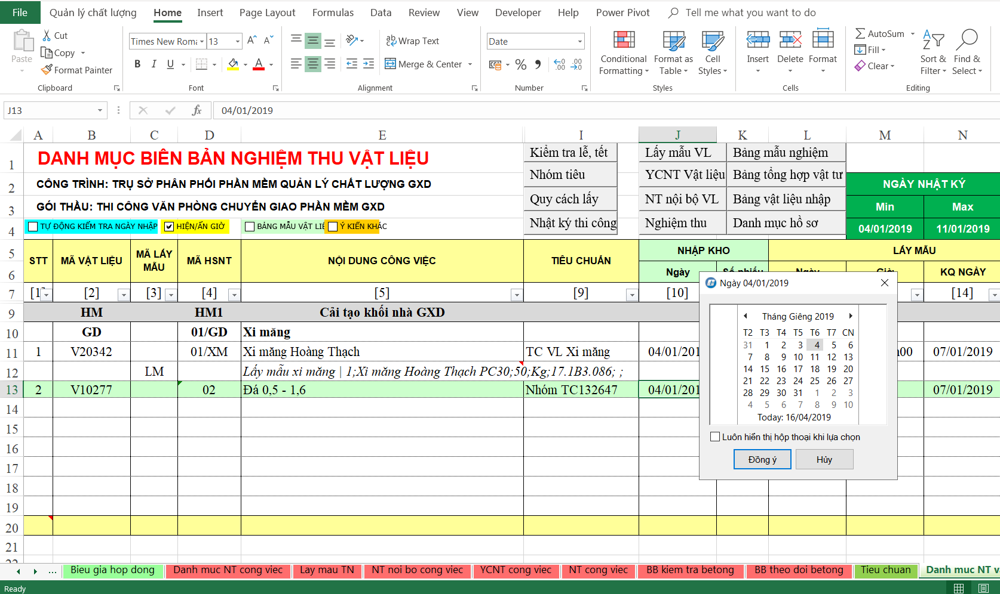 File Quản lý chất lượng Home Insert Page Layout Formulas Data Review View Developer Help Power Pivot Tell me what you want to do
Paste
Cut
Copy
Format Painter
Clipboard
Times New Roma 13 A^ A˅
B I U A
Font
ab Wrap Text
Merge & Center
Alignment
Date
% , .00
Number
Conditional Formatting
Format as Table
Cell Styles
Styles
Insert Delete Format
Cells
AutoSum
Fill
Clear
Sort & Filter
Find & Select
Editing
J13 fx 04/01/2019
A B C D E I J K L M N
1 DANH MỤC BIÊN BẢN NGHIỆM THU VẬT LIỆU
Kiểm tra lễ, tết Lấy mẫu VL Bảng mẫu nghiệm
2 CÔNG TRÌNH: TRỤ SỞ PHÂN PHỐI PHẦN MỀM QUẢN LÝ CHẤT LƯỢNG GXD
Nhóm tiêu YCNT Vật liệu Bảng tổng hợp vật tư NGÀY NHẬT KÝ
3 GÓI THẦU: THI CÔNG VĂN PHÒNG CHUYỂN GIAO PHẦN MỀM GXD
Quy cách lấy NT nội bộ VL Bảng vật liệu nhập Min Max
4 TỰ ĐỘNG KIỂM TRA NGÀY NHẬP HIỆN/ẨN GIỜ BẢNG MẪU VẬT LIỆ Ý KIẾN KHÁC
Nhật ký thi công Nghiệm thu Danh mục hồ sơ 04/01/2019 11/01/2019
5 STT MÃ VẬT LIỆU MÃ LẤY MẪU MÃ HSNT NỘI DUNG CÔNG VIỆC TIÊU CHUẨN NHẬP KHO LẤY MẪU
6 Ngày Số phiếu Ngày Giờ KQ NGÀY
7 [1] [2] [3] [4] [5] [9] [10] [14]
9 HM HM1 Cải tạo khối nhà GXD
10 GD 01/GD Xi măng
11 1 V20342 01/XM Xi măng Hoàng Thạch TC VL Xi măng 04/01/201 h00 07/01/2019
12 LM Lấy mẫu xi măng | 1;Xi măng Hoàng Thạch PC30;50;Kg;17.1B3.086; ;
13 2 V10277 02 Đá 0,5 - 1,6 Nhóm TC132647 04/01/201 07/01/2019
14
15
16
17
18
19
20
21
22
Ngày 04/01/2019
Tháng Giêng 2019
T2 T3 T4 T5 T6 T7 CN
31 1 2 3 4 5 6
7 8 9 10 11 12 13
14 15 16 17 18 19 20
21 22 23 24 25 26 27
28 29 30 31 1 2 3
4 5 6 7 8 9 10
Today: 16/04/2019
Luôn hiển thị hộp thoại khi lựa chọn
Đồng ý Hủy
... Bieu gia hop dong Danh muc NT cong viec Lay mau TN NT noi bo cong viec YCNT cong viec NT cong viec BB kiem tra betong BB theo doi betong Tieu chuan Danh muc NT v
Ready